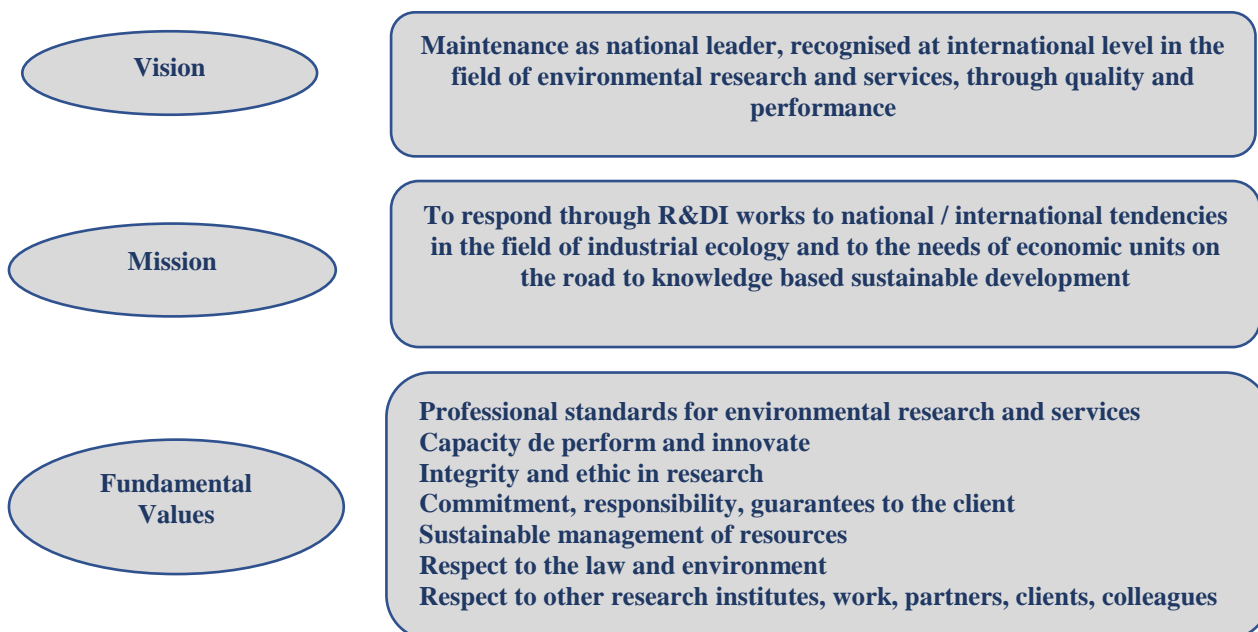 Vision
Maintenance as national leader, recognised at international level in the
field of environmental research and services, through quality and
performance
Mission
To respond through R&DI works to national / international tendencies
in the field of industrial ecology and to the needs of economic units on
the road to knowledge based sustainable development
Fundamental
Values
Professional standards for environmental research and services
Capacity de perform and innovate
Integrity and ethic in research
Commitment, responsibility, guarantees to the client
Sustainable management of resources
Respect to the law and environment
Respect to other research institutes, work, partners, clients, colleagues